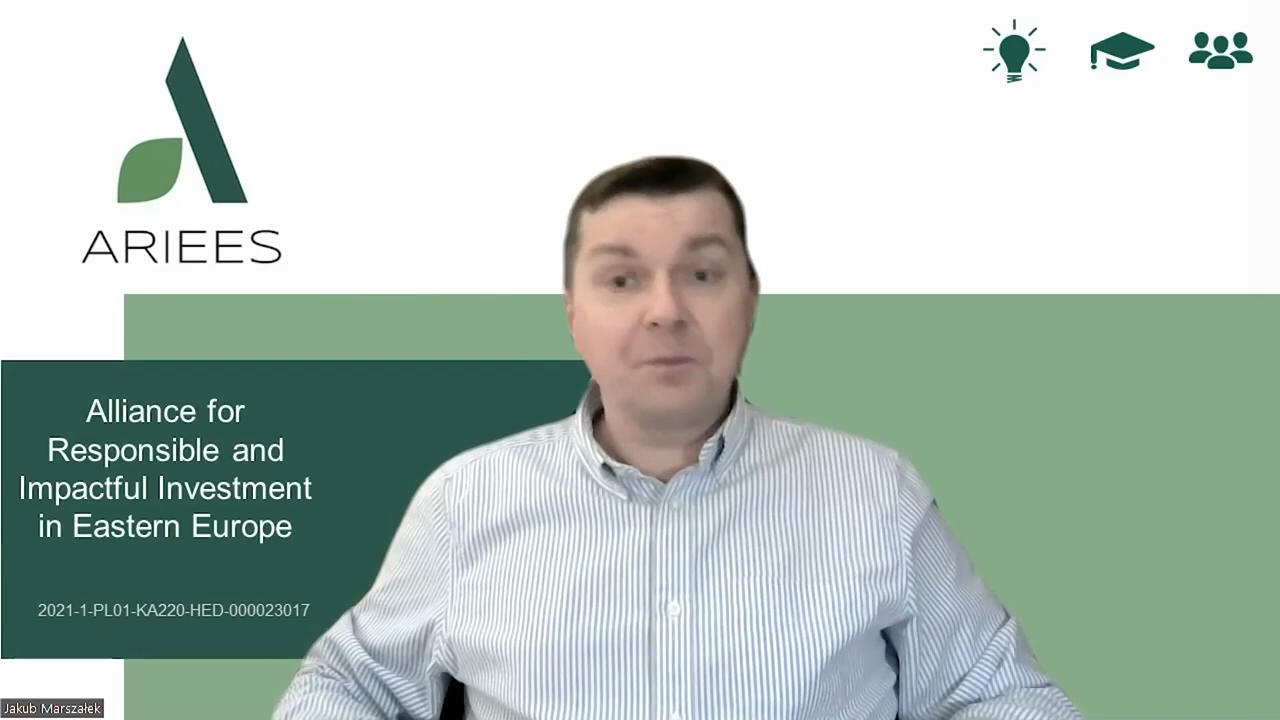 ARIEES
Alliance for
Responsible and
Impactful Investment
in Eastern Europe
2021-1-PL01-KA220-HED-000023017
Jakub Marszałek